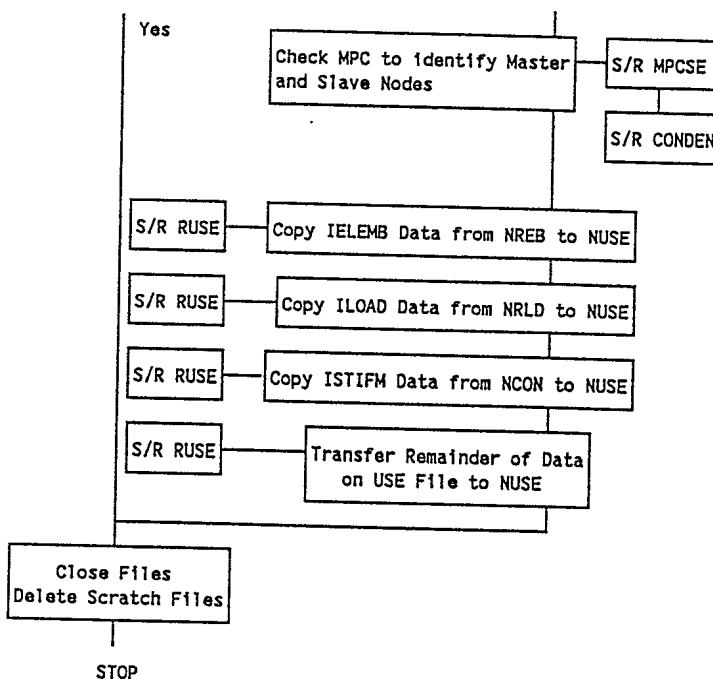 Yes
Check MPC to identify Master
and Slave Nodes
S/R MPCSE
S/R CONDEN
S/R RUSE
Copy IELEMB Data from NREB to NUSE
S/R RUSE
Copy ILOAD Data from NRLD to NUSE
S/R RUSE
Copy ISTIFM Data from NCON to NUSE
S/R RUSE
Transfer Remainder of Data
on USE File to NUSE
Close Files
Delete Scratch Files
STOP